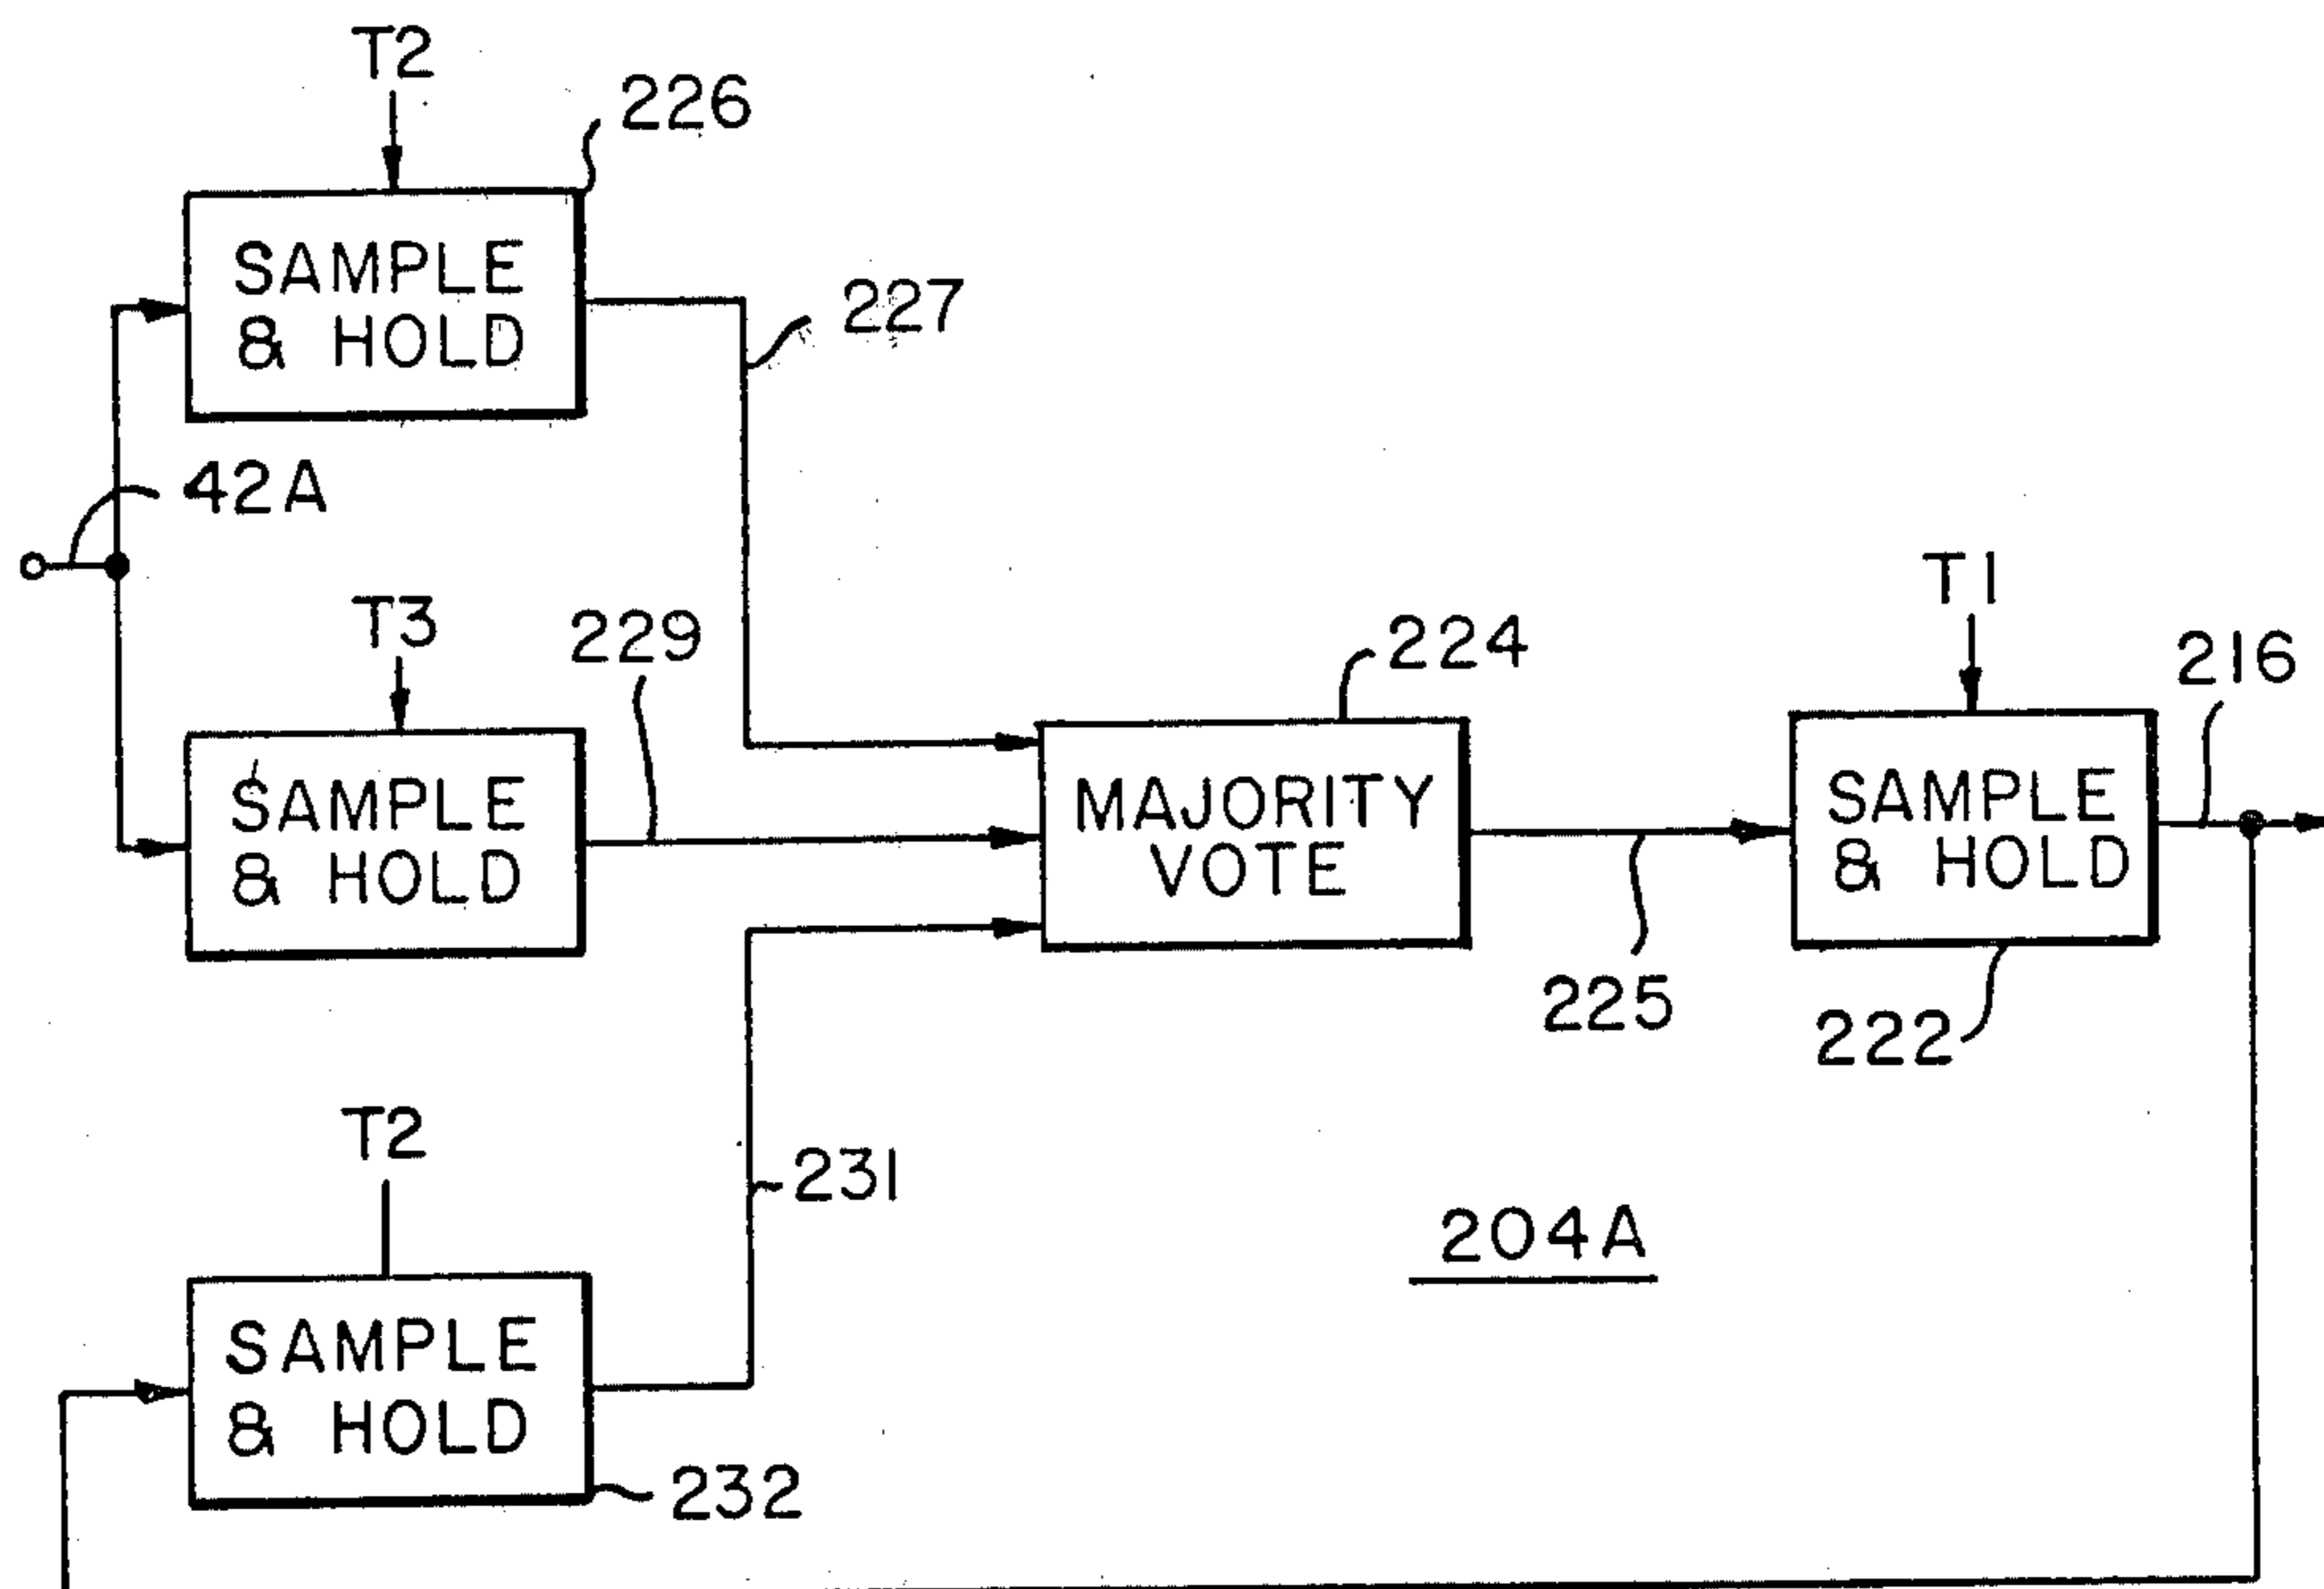 T2
226
SAMPLE
& HOLD
227
42A
T3
229
SAMPLE
& HOLD
224
MAJORITY
VOTE
T1
216
SAMPLE
& HOLD
225
222
T2
231
204A
SAMPLE
& HOLD
232